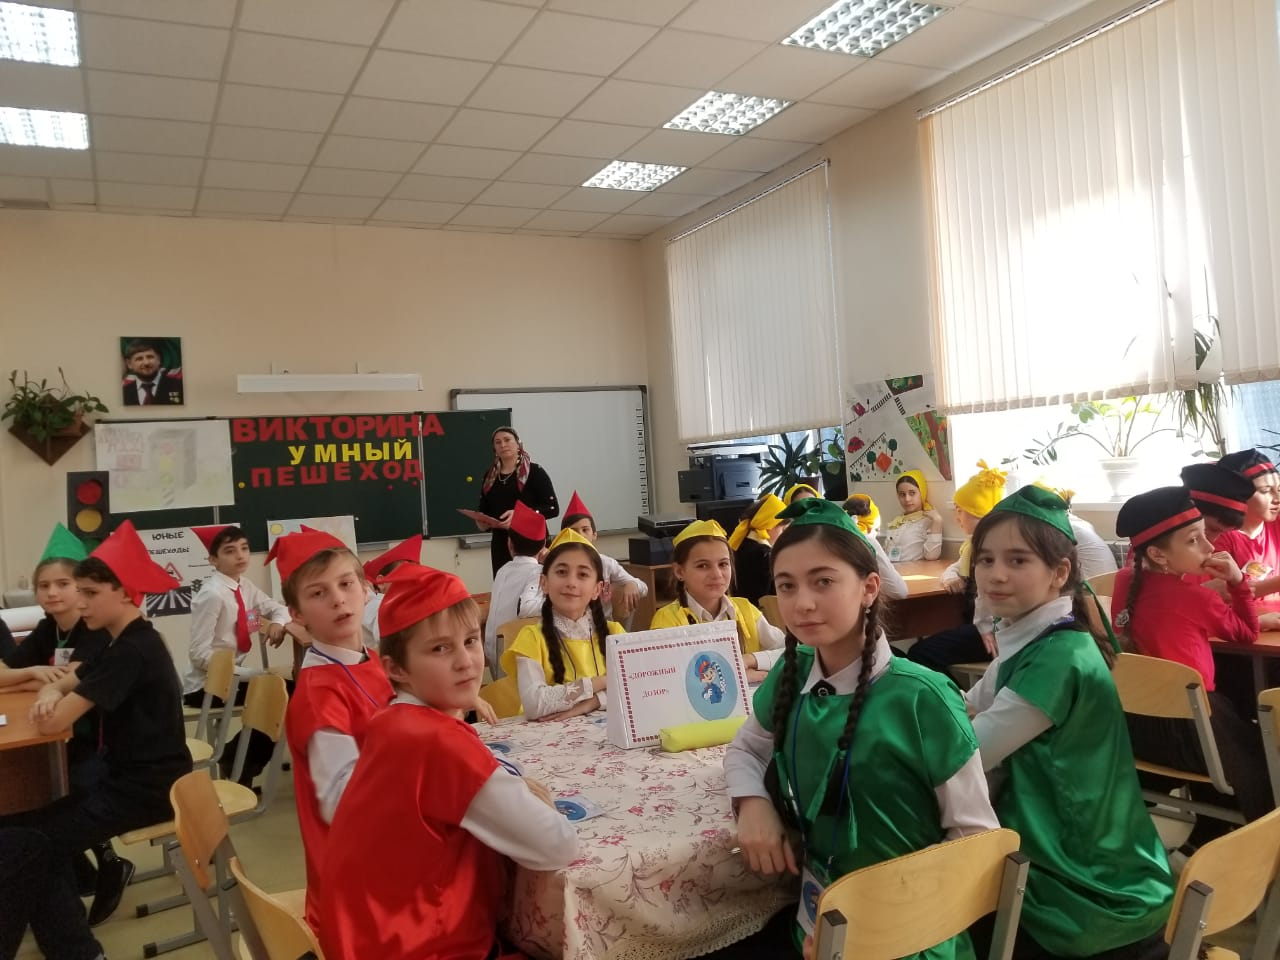 ВИКТОРИНА
УМНЫЙ
ПЕШЕХОД
ЮНЫЕ
ПЕШЕХОДЫ
«ДОРОЖНЫЙ
ДОЗОР»